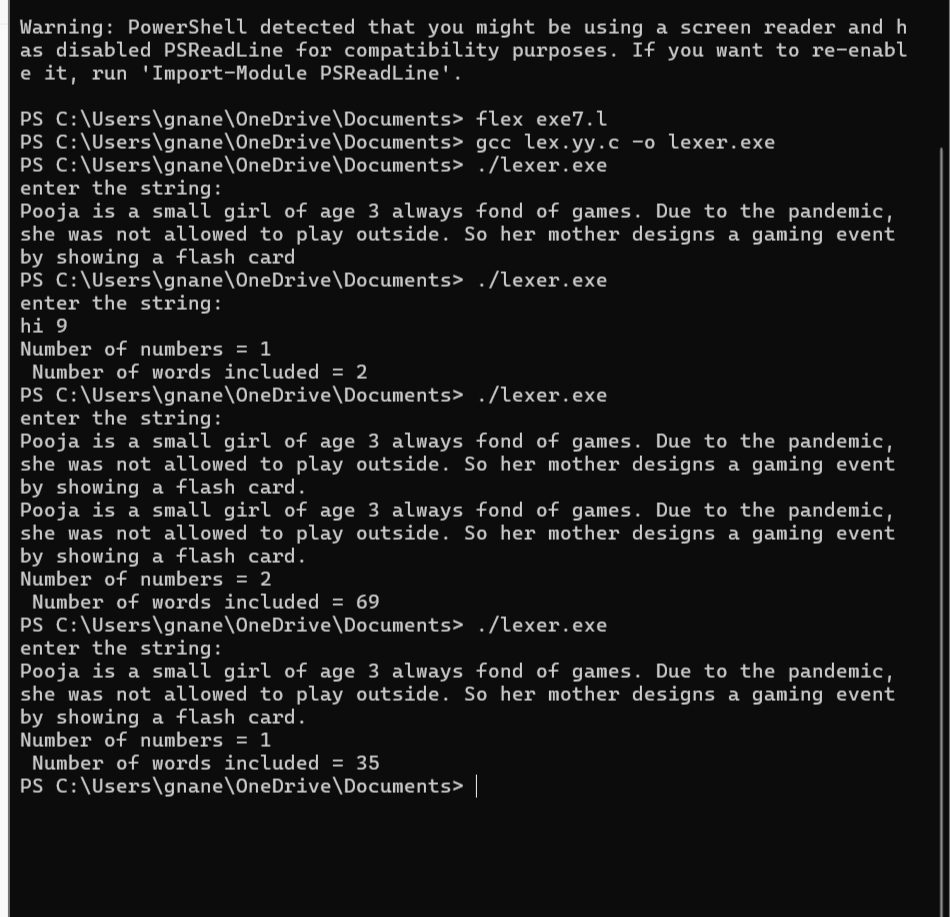 Warning: PowerShell detected that you might be using a screen reader and h
as disabled PSReadLine for compatibility purposes. If you want to re-enabl
e it, run 'Import-Module PSReadLine'.
PS C:\Users\gnane\OneDrive\Documents> flex exe7.l
PS C:\Users\gnane\OneDrive\Documents> gcc lex.yy.c -o lexer.exe
PS C:\Users\gnane\OneDrive\Documents> ./lexer.exe
enter the string:
Pooja is a small girl of age 3 always fond of games. Due to the pandemic,
she was not allowed to play outside. So her mother designs a gaming event
by showing a flash card
PS C:\Users\gnane\OneDrive\Documents> ./lexer.exe
enter the string:
hi 9
Number of numbers = 1
 Number of words included = 2
PS C:\Users\gnane\OneDrive\Documents> ./lexer.exe
enter the string:
Pooja is a small girl of age 3 always fond of games. Due to the pandemic,
she was not allowed to play outside. So her mother designs a gaming event
by showing a flash card.
Pooja is a small girl of age 3 always fond of games. Due to the pandemic,
she was not allowed to play outside. So her mother designs a gaming event
by showing a flash card.
Number of numbers = 2
 Number of words included = 69
PS C:\Users\gnane\OneDrive\Documents> ./lexer.exe
enter the string:
Pooja is a small girl of age 3 always fond of games. Due to the pandemic,
she was not allowed to play outside. So her mother designs a gaming event
by showing a flash card.
Number of numbers = 1
 Number of words included = 35
PS C:\Users\gnane\OneDrive\Documents>